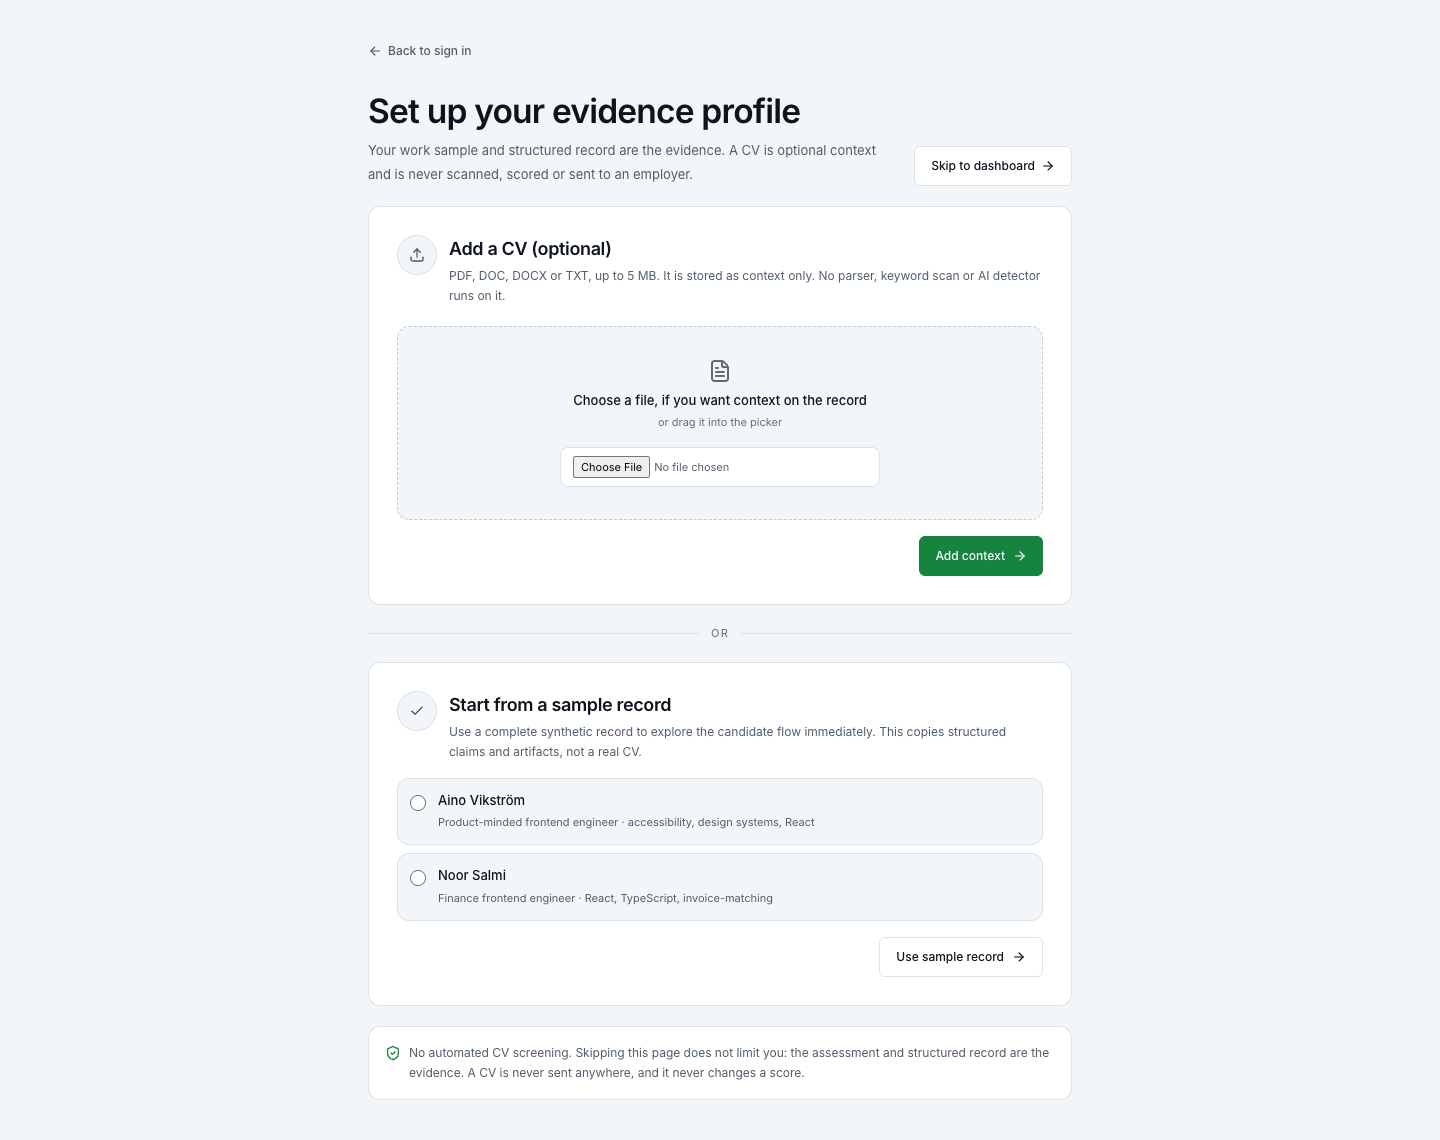 Back to sign in
Set up your evidence profile
Your work sample and structured record are the evidence. A CV is optional context
and is never scanned, scored or sent to an employer.
Skip to dashboard
Add a CV (optional)
PDF, DOC, DOCX or TXT, up to 5 MB. It is stored as context only. No parser, keyword scan or AI detector
runs on it.
Choose a file, if you want context on the record
or drag it into the picker
Choose File No file chosen
Add context
OR
Start from a sample record
Use a complete synthetic record to explore the candidate flow immediately. This copies structured
claims and artifacts, not a real CV.
Aino Vikström
Product-minded frontend engineer · accessibility, design systems, React
Noor Salmi
Finance frontend engineer · React, TypeScript, invoice-matching
Use sample record
No automated CV screening. Skipping this page does not limit you: the assessment and structured record are the
evidence. A CV is never sent anywhere, and it never changes a score.